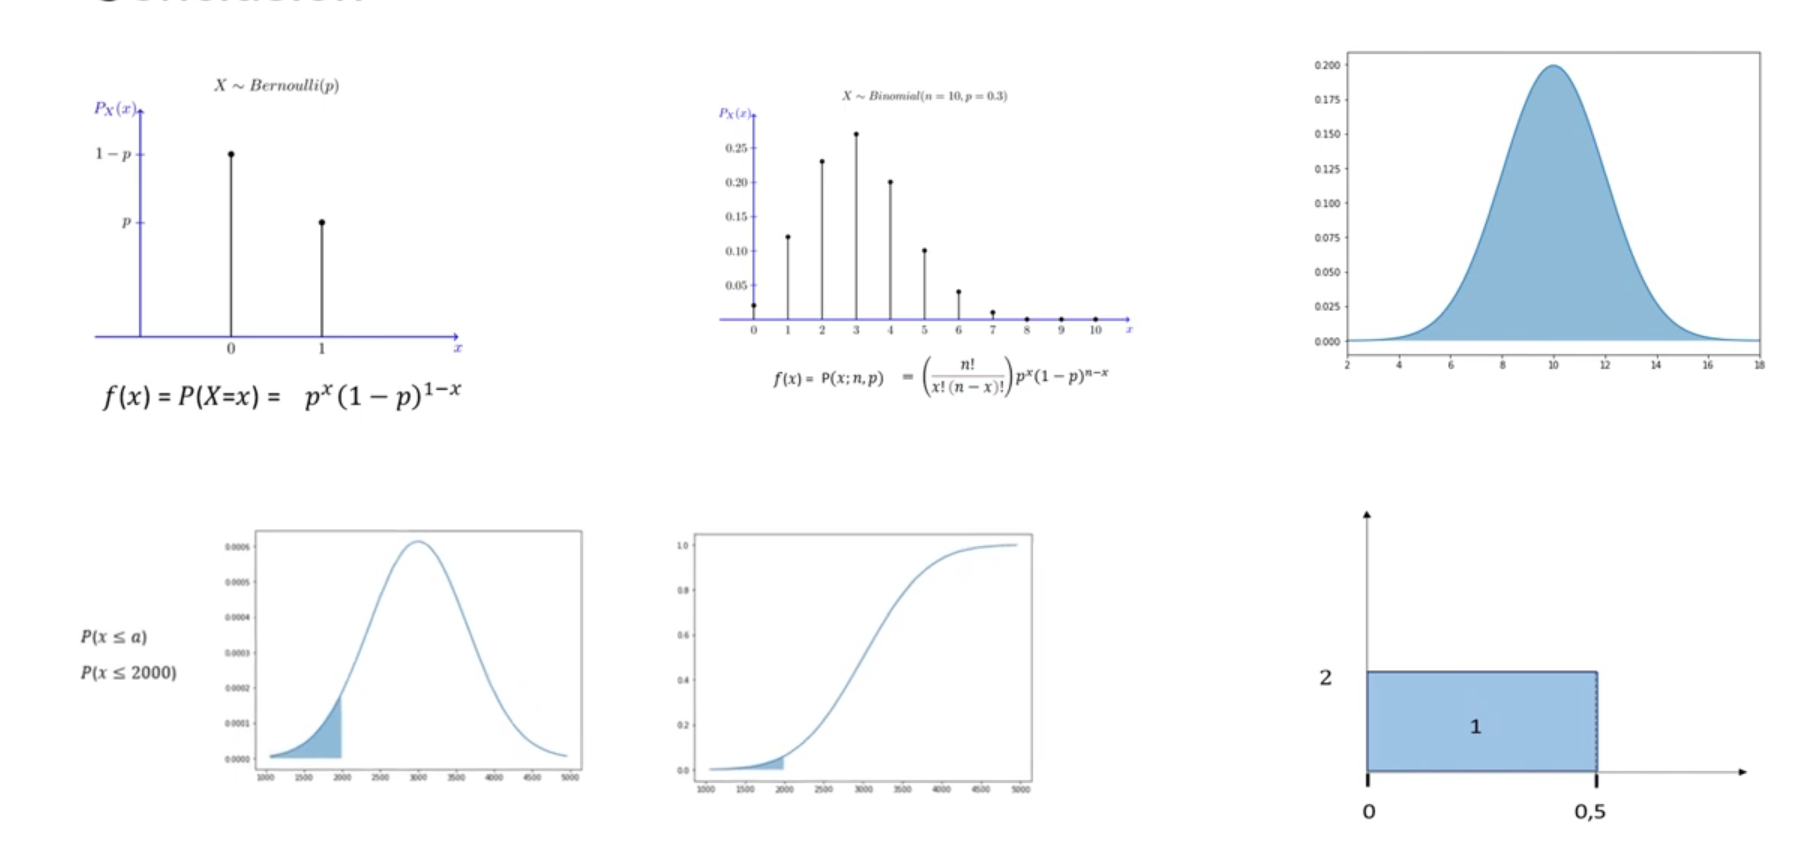 Conclusion
X ∼ Bernoulli(p)
P_X(x)
1 − p
p
0 1 x
f(x) = P(X=x) = p^x (1 − p)^{1−x}
X ∼ Binomial(n = 10, p = 0.3)
P_X(x)
0.25
0.20
0.15
0.10
0.05
0 1 2 3 4 5 6 7 8 9 10 x
f(x) = P(x; n, p) = (n! / x! (n − x)!) p^x (1 − p)^{n−x}
0.200
0.175
0.150
0.125
0.100
0.075
0.050
0.025
0.000
2 4 6 8 10 12 14 16 18
P(x ≤ a)
P(x ≤ 2000)
0.0006
0.0005
0.0004
0.0003
0.0002
0.0001
0.0000
1000 1500 2000 2500 3000 3500 4000 4500 5000
1.0
0.8
0.6
0.4
0.2
0.0
1000 1500 2000 2500 3000 3500 4000 4500 5000
2
1
0 0,5